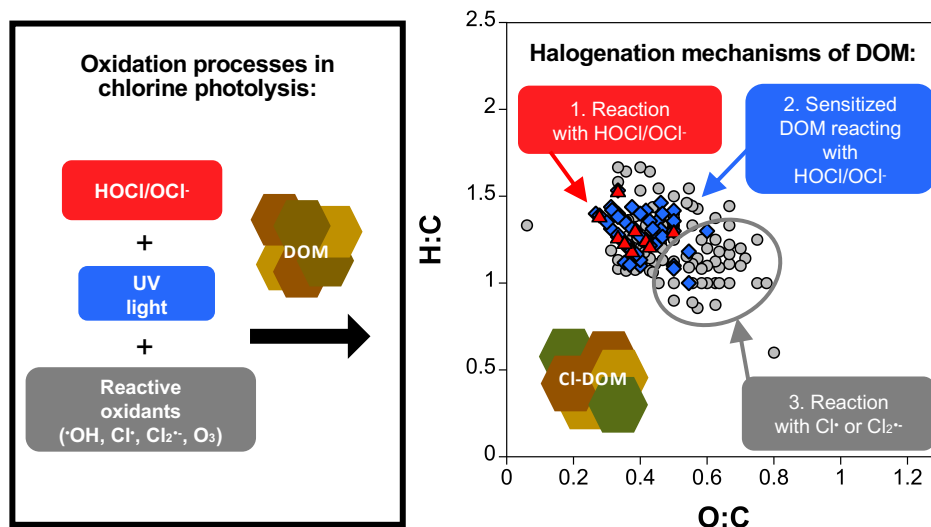 Oxidation processes in
chlorine photolysis:
HOCl/OCl-
+
UV
light
+
Reactive
oxidants
(•OH, Cl•, Cl₂•-, O₃)
DOM
Halogenation mechanisms of DOM:
1. Reaction
with HOCl/OCl-
2. Sensitized
DOM reacting
with
HOCl/OCl-
3. Reaction
with Cl• or Cl₂•-
Cl-DOM
H:C
2.5
2
1.5
1
0.5
0
0
0.2
0.4
0.6
0.8
1
1.2
O:C